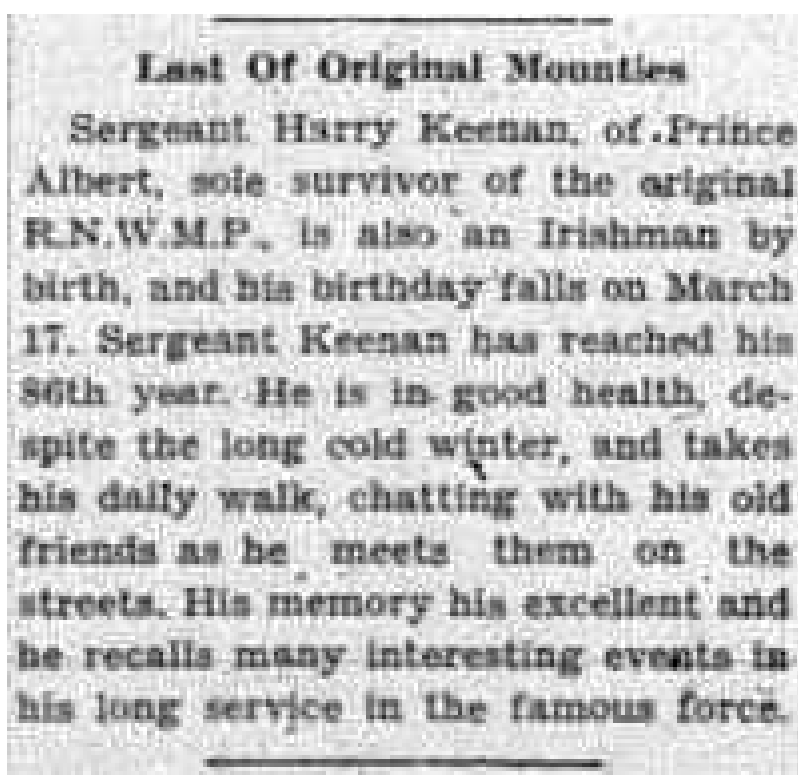 Last Of Original Mounties
Sergeant Harry Keenan, of Prince
Albert, sole survivor of the original
R.N.W.M.P., is also an Irishman by
birth, and his birthday falls on March
17. Sergeant Keenan has reached his
86th year. He is in good health, de-
spite the long cold winter, and takes
his daily walk, chatting with his old
friends as he meets them on the
streets. His memory his excellent and
he recalls many interesting events in
his long service in the famous force.